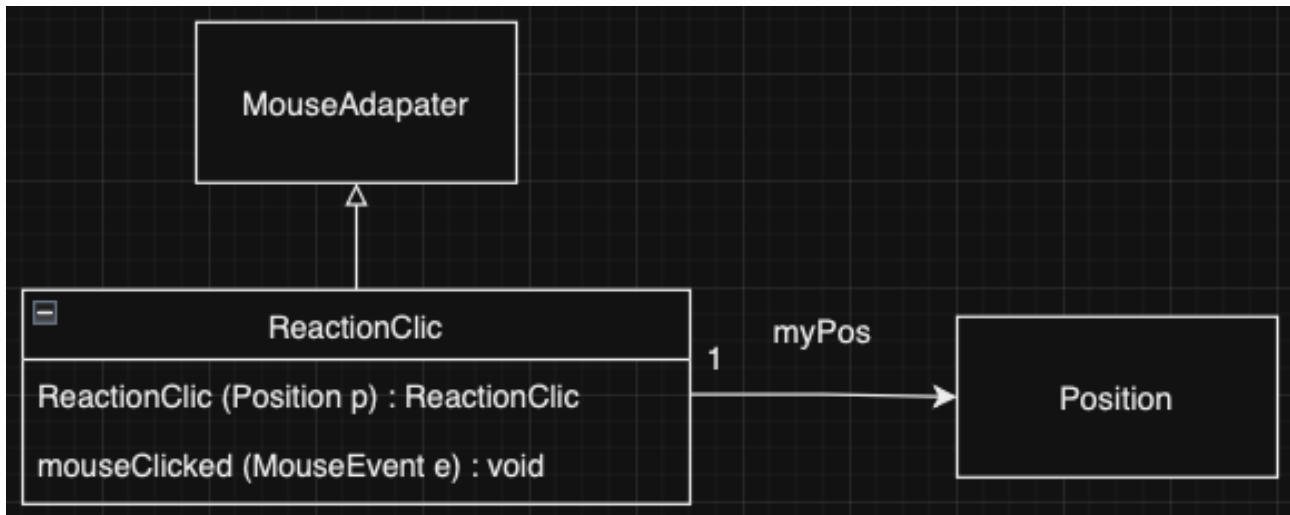 MouseAdapater
ReactionClic
ReactionClic (Position p) : ReactionClic
mouseClicked (MouseEvent e) : void
1
myPos
Position